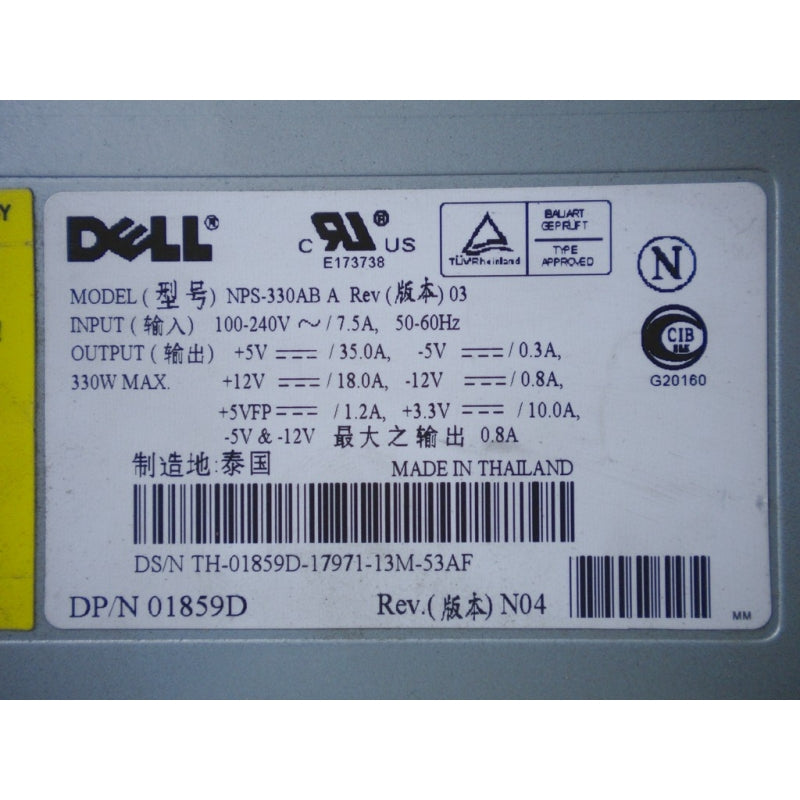 Y
DELL®
C UR® US
E173738
TÜVRheinland
BAUART
GEPRÜFT
TYPE
APPROVED
N
MODEL (型号) NPS-330AB A Rev (版本) 03
INPUT (输入) 100-240V ～/ 7.5A, 50-60Hz
CIB
G20160
OUTPUT (输出) +5V ⎓ / 35.0A, -5V ⎓ / 0.3A,
330W MAX. +12V ⎓ / 18.0A, -12V ⎓ / 0.8A,
+5VFP ⎓ / 1.2A, +3.3V ⎓ / 10.0A,
-5V & -12V 最大之输出 0.8A
制造地:泰国 MADE IN THAILAND
DS/N TH-01859D-17971-13M-53AF
DP/N 01859D Rev.(版本) N04
MM